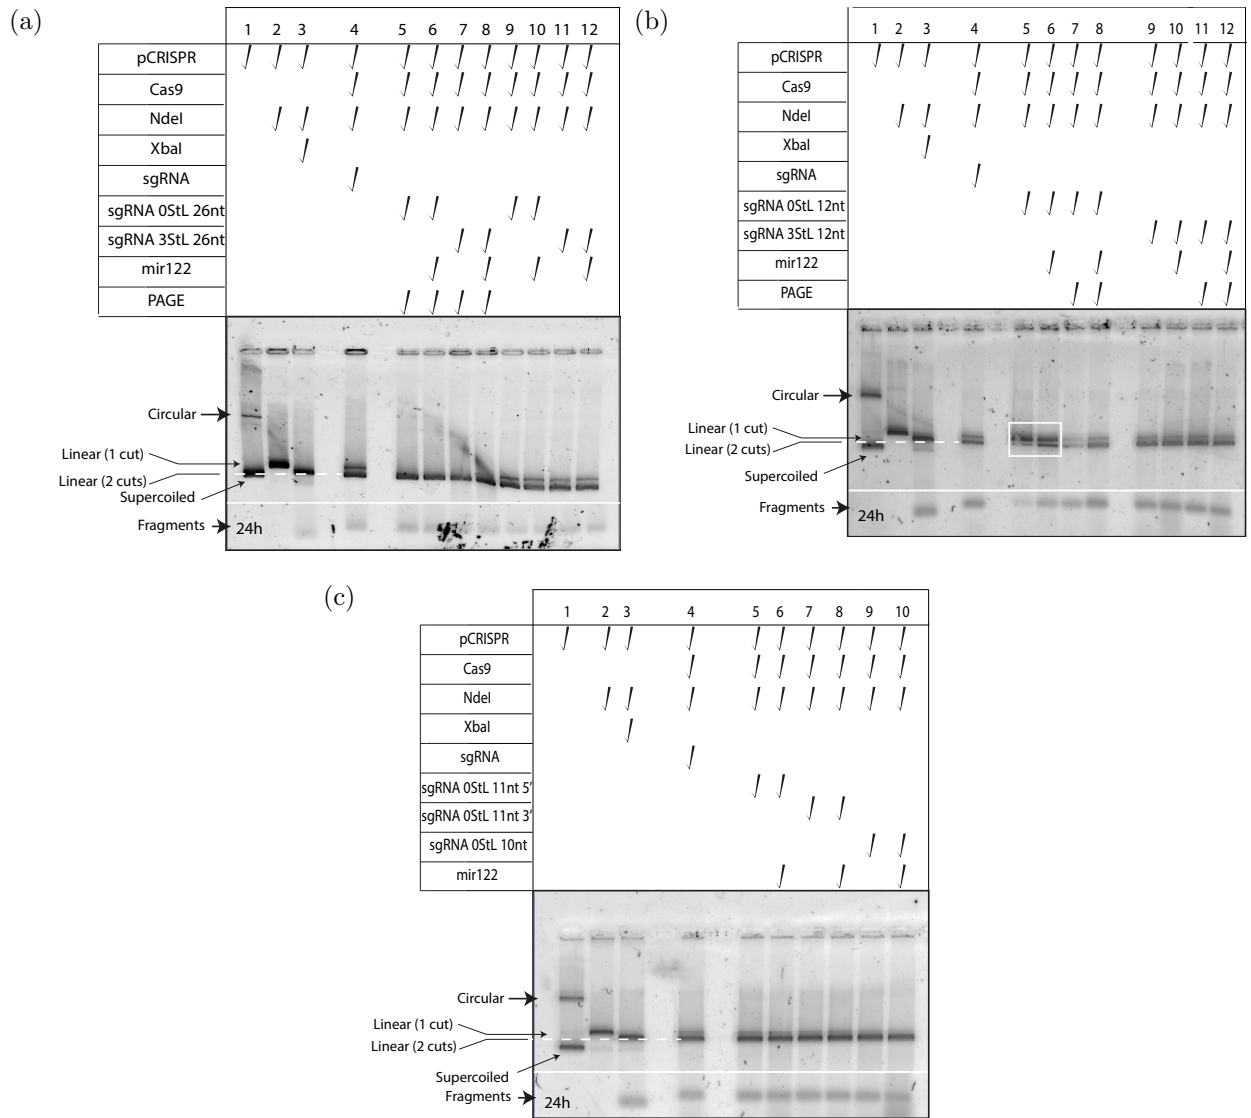 (a)
1 2 3 4 5 6 7 8 9 10 11 12
pCRISPR
Cas9
NdeI
XbaI
sgRNA
sgRNA 0StL 26nt
sgRNA 3StL 26nt
mir122
PAGE
Circular
Linear (1 cut)
Linear (2 cuts)
Supercoiled
Fragments
24h
(b)
1 2 3 4 5 6 7 8 9 10 11 12
pCRISPR
Cas9
NdeI
XbaI
sgRNA
sgRNA 0StL 12nt
sgRNA 3StL 12nt
mir122
PAGE
Circular
Linear (1 cut)
Linear (2 cuts)
Supercoiled
Fragments
24h
(c)
1 2 3 4 5 6 7 8 9 10
pCRISPR
Cas9
NdeI
XbaI
sgRNA
sgRNA 0StL 11nt 5'
sgRNA 0StL 11nt 3'
sgRNA 0StL 10nt
mir122
Circular
Linear (1 cut)
Linear (2 cuts)
Supercoiled
Fragments
24h